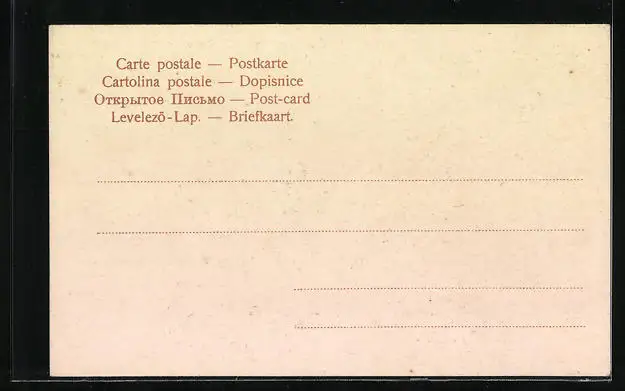 Carte postale — Postkarte
Cartolina postale — Dopisnice
Открытое Письмо — Post-card
Levelező-Lap. — Briefkaart.